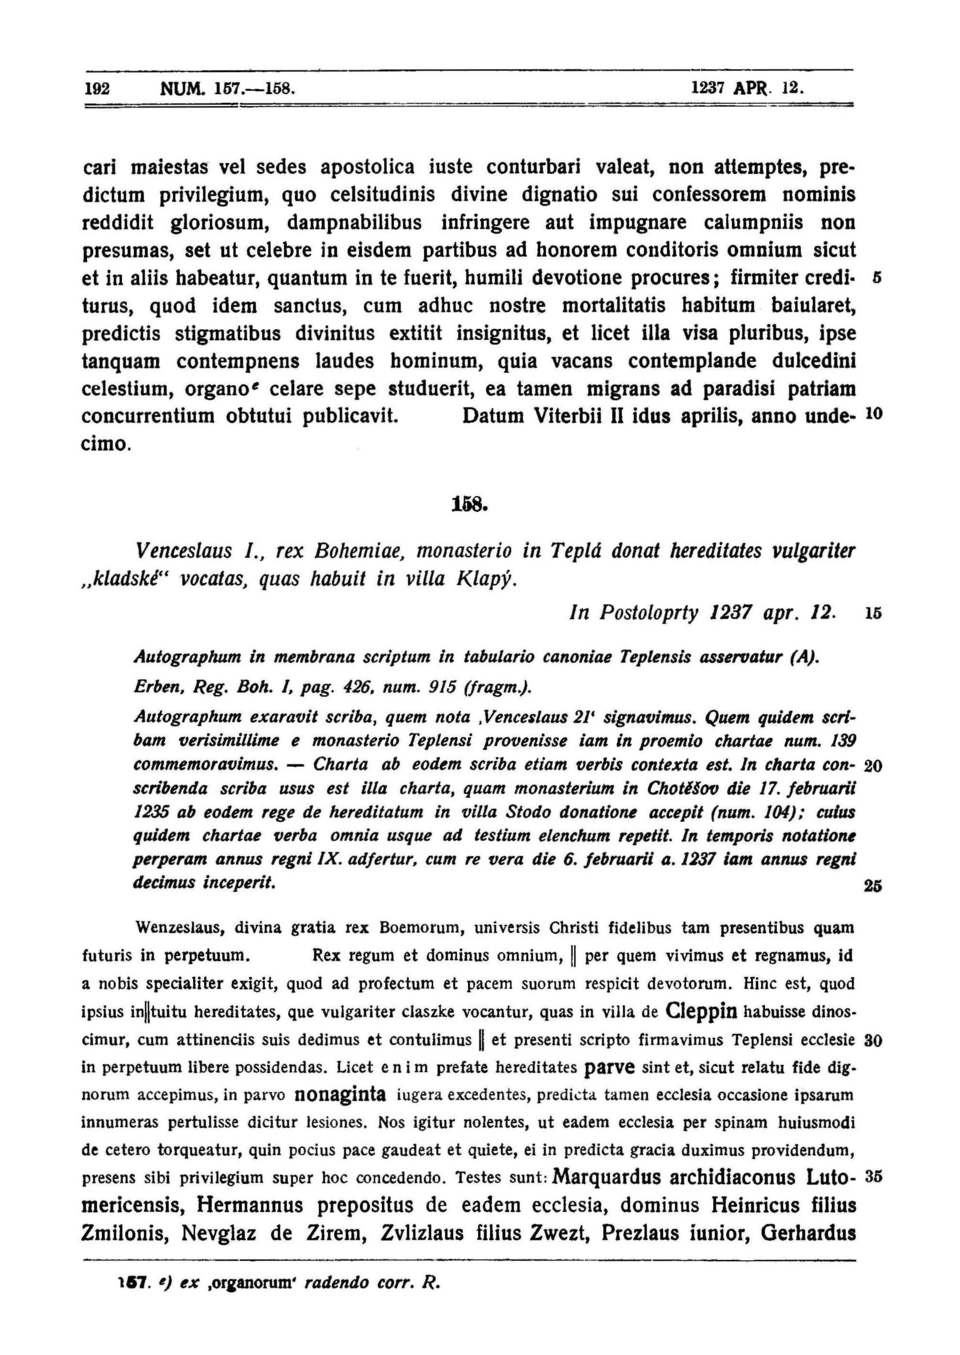 192 NUM. 157.—158. 1237 APR. 12.
cari maiestas vel sedes apostolica iuste conturbari valeat, non attemptes, pre-
dictum privilegium, quo celsitudinis divine dignatio sui confessorem nominis
reddidit gloriosum, dampnabilibus infringere aut impugnare calumpniis non
presumas, set ut celebre in eisdem partibus ad honorem conditoris omnium sicut
et in aliis habeatur, quantum in te fuerit, humili devotione procures; firmiter credi- 5
turus, quod idem sanctus, cum adhuc nostre mortalitatis habitum baiularet,
predictis stigmatibus divinitus extitit insignitus, et licet illa visa pluribus, ipse
tanquam contempnens laudes hominum, quia vacans contemplande dulcedini
celestium, organoᵉ celare sepe studuerit, ea tamen migrans ad paradisi patriam
concurrentium obtutui publicavit. Datum Viterbii II idus aprilis, anno unde- 10
cimo.
158.
Venceslaus I., rex Bohemiae, monasterio in Teplá donat hereditates vulgariter
„kladské“ vocatas, quas habuit in villa Klapý.
In Postoloprty 1237 apr. 12. 15
Autographum in membrana scriptum in tabulario canoniae Teplensis asservatur (A).
Erben, Reg. Boh. I, pag. 426, num. 915 (fragm.).
Autographum exaravit scriba, quem nota ‚Venceslaus 21‘ signavimus. Quem quidem scri-
bam verisimillime e monasterio Teplensi provenisse iam in proemio chartae num. 139
commemoravimus. — Charta ab eodem scriba etiam verbis contexta est. In charta con- 20
scribenda scriba usus est illa charta, quam monasterium in Chotěšov die 17. februarii
1235 ab eodem rege de hereditatum in villa Stodo donatione accepit (num. 104); cuius
quidem chartae verba omnia usque ad testium elenchum repetit. In temporis notatione
perperam annus regni IX. adfertur, cum re vera die 6. februarii a. 1237 iam annus regni
decimus inceperit. 25
Wenzeslaus, divina gratia rex Boemorum, universis Christi fidelibus tam presentibus quam
futuris in perpetuum. Rex regum et dominus omnium, || per quem vivimus et regnamus, id
a nobis specialiter exigit, quod ad profectum et pacem suorum respicit devotorum. Hinc est, quod
ipsius in||tuitu hereditates, que vulgariter claszke vocantur, quas in villa de Cleppin habuisse dinos-
cimur, cum attinenciis suis dedimus et contulimus || et presenti scripto firmavimus Teplensi ecclesie 30
in perpetuum libere possidendas. Licet enim prefate hereditates parve sint et, sicut relatu fide dig-
norum accepimus, in parvo nonaginta iugera excedentes, predicta tamen ecclesia occasione ipsarum
innumeras pertulisse dicitur lesiones. Nos igitur nolentes, ut eadem ecclesia per spinam huiusmodi
de cetero torqueatur, quin pocius pace gaudeat et quiete, ei in predicta gracia duximus providendum,
presens sibi privilegium super hoc concedendo. Testes sunt: Marquardus archidiaconus Luto- 35
mericensis, Hermannus prepositus de eadem ecclesia, dominus Heinricus filius
Zmilonis, Nevglaz de Zirem, Zvlizlaus filius Zwezt, Prezlaus iunior, Gerhardus
157. ᵉ) ex ‚organorum‘ radendo corr. R.